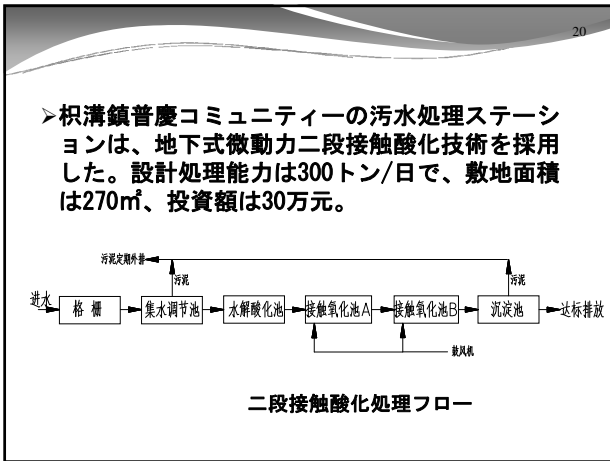 20
➢枳溝鎮普慶コミュニティーの汚水処理ステーシ
ョンは、地下式微動力二段接触酸化技術を採用
した。設計処理能力は300トン/日で、敷地面積
は270㎡、投資額は30万元。
污泥定期外排
污泥
污泥
进水
格栅
集水调节池
水解酸化池
接触氧化池A
接触氧化池B
沉淀池
达标排放
鼓风机
二段接触酸化処理フロー